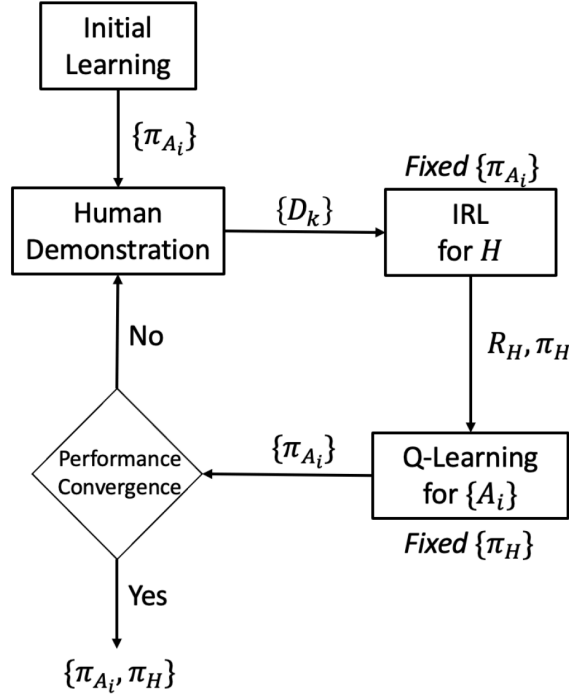 Initial
Learning
{π_{A_i}}
Human
Demonstration
{D_k}
Fixed {π_{A_i}}
IRL
for H
R_H, π_H
Q-Learning
for {A_i}
Fixed {π_H}
{π_{A_i}}
Performance
Convergence
No
Yes
{π_{A_i}, π_H}